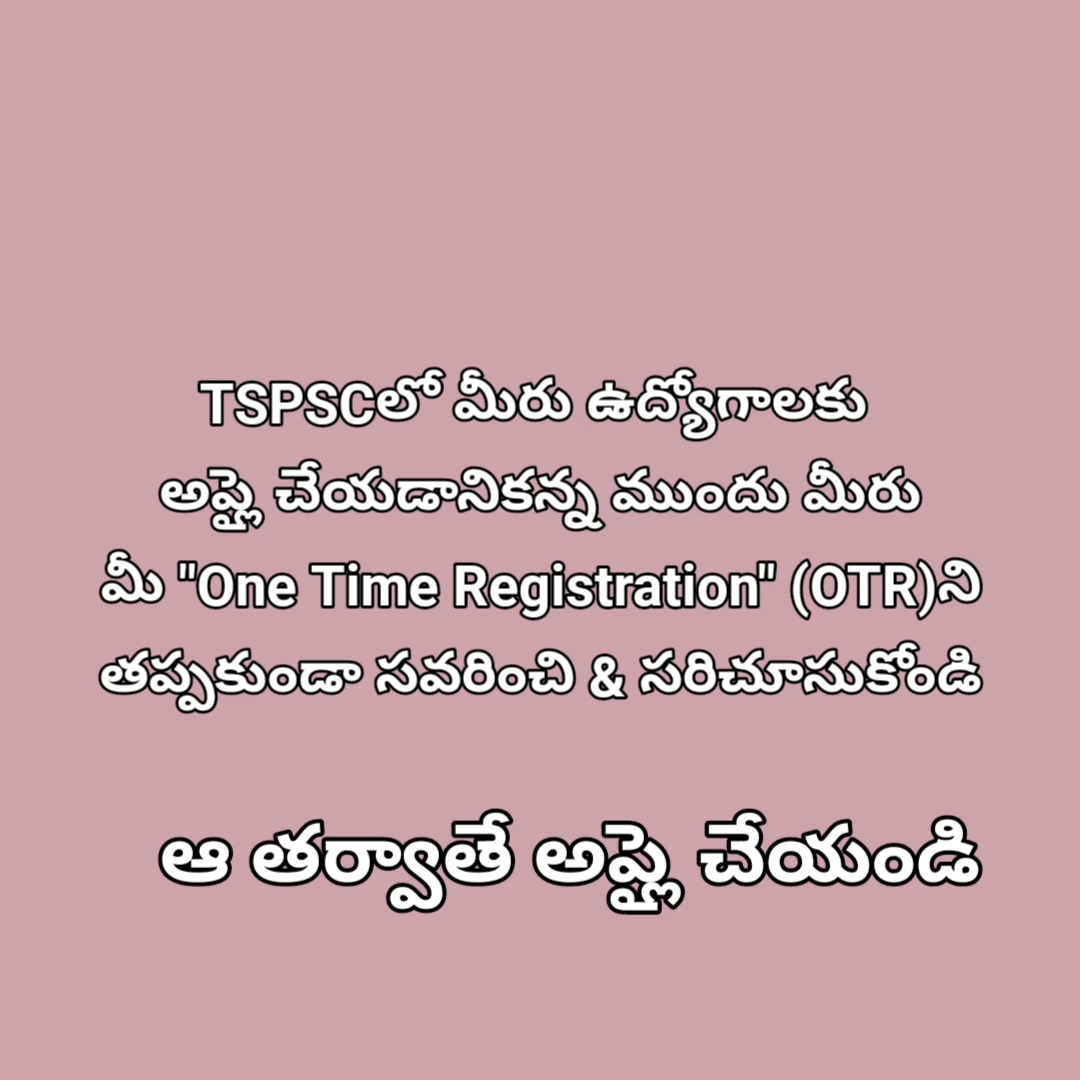 TSPSCలో మీరు ఉద్యోగాలకు
అప్లై చేయడానికన్న ముందు మీరు
మీ "One Time Registration" (OTR)ని
తప్పకుండా సవరించి & సరిచూసుకోండి
ఆ తర్వాతే అప్లై చేయండి